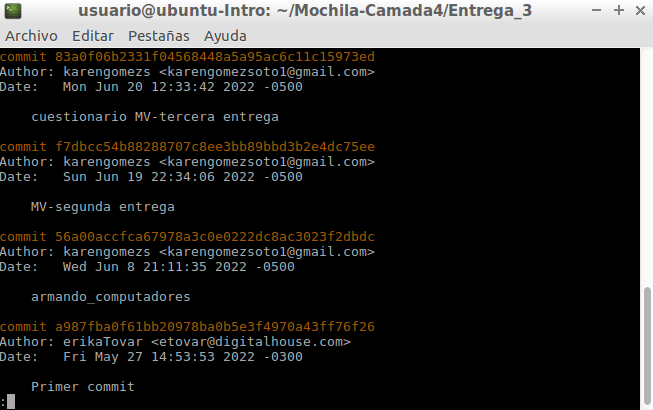 usuario@ubuntu-Intro: ~/Mochila-Camada4/Entrega_3
Archivo Editar Pestañas Ayuda
commit 83a0f06b2331f04568448a5a95ac6c11c15973ed
Author: karengomezs <karengomezsoto1@gmail.com>
Date:   Mon Jun 20 12:33:42 2022 -0500
cuestionario MV-tercera entrega
commit f7dbcc54b88288707c8ee3bb89bbd3b2e4dc75ee
Author: karengomezs <karengomezsoto1@gmail.com>
Date:   Sun Jun 19 22:34:06 2022 -0500
MV-segunda entrega
commit 56a00accfca67978a3c0e0222dc8ac3023f2dbdc
Author: karengomezs <karengomezsoto1@gmail.com>
Date:   Wed Jun 8 21:11:35 2022 -0500
armando_computadores
commit a987fba0f61bb20978ba0b5e3f4970a43ff76f26
Author: erikaTovar <etovar@digitalhouse.com>
Date:   Fri May 27 14:53:53 2022 -0300
Primer commit
: